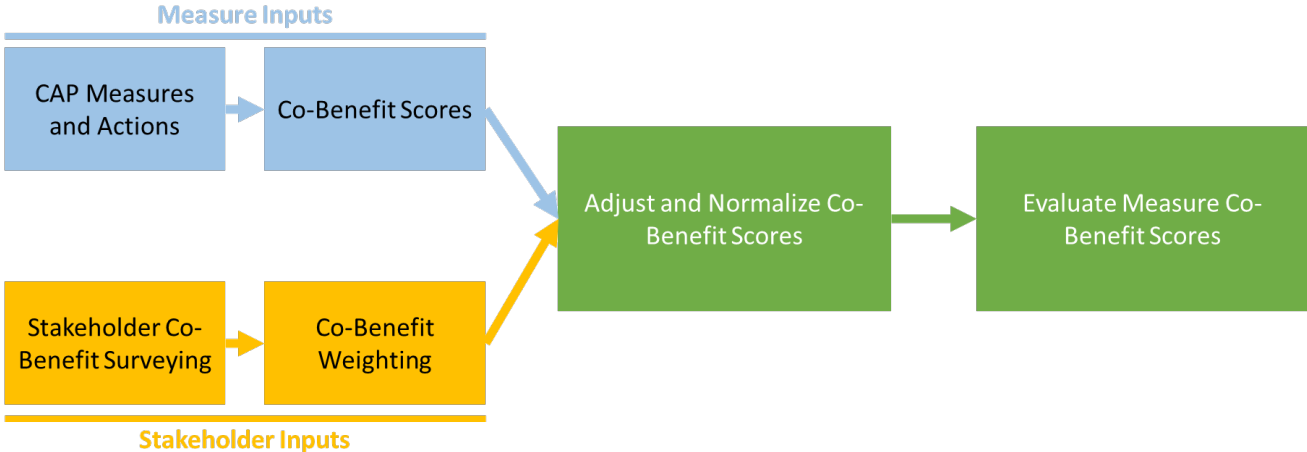 Measure Inputs
CAP Measures
and Actions
Co-Benefit Scores
Adjust and Normalize Co-
Benefit Scores
Evaluate Measure Co-
Benefit Scores
Stakeholder Co-
Benefit Surveying
Co-Benefit
Weighting
Stakeholder Inputs